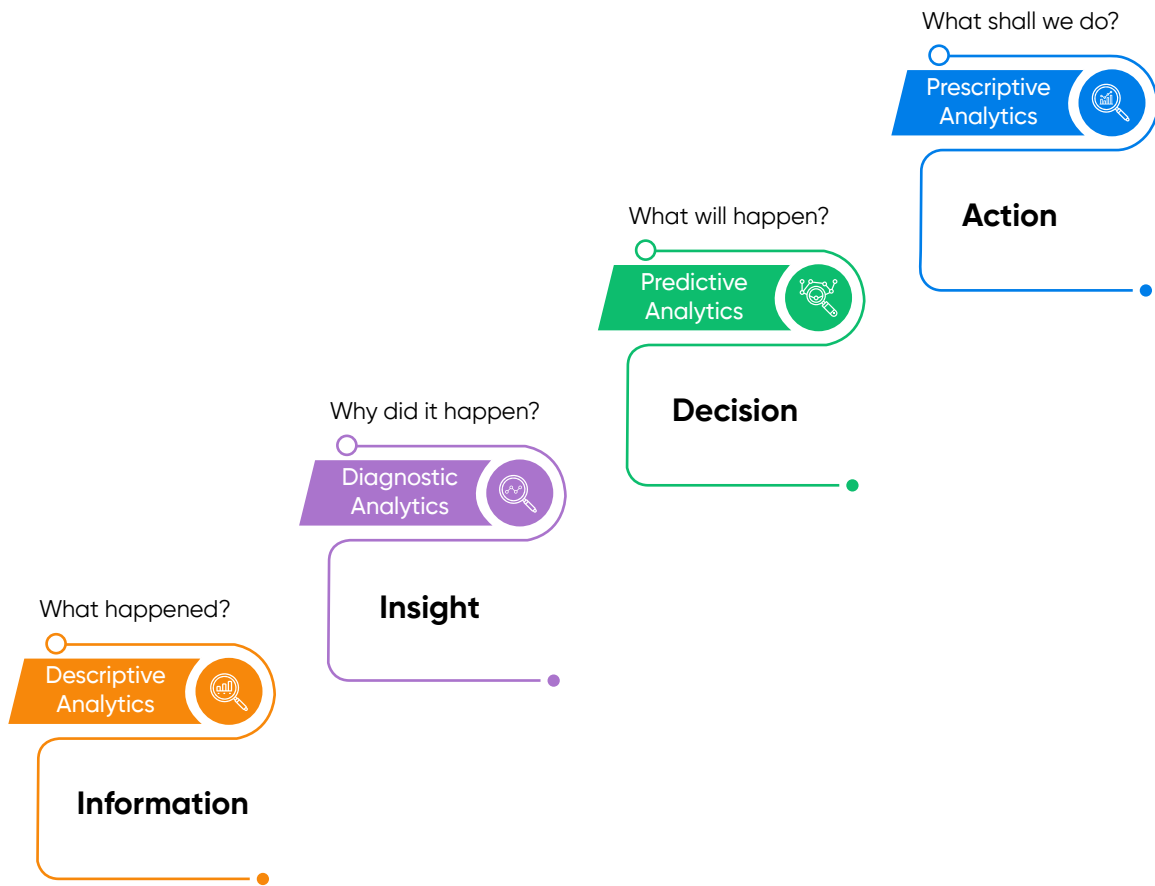 What shall we do?
Prescriptive
Analytics
Action
What will happen?
Predictive
Analytics
Decision
Why did it happen?
Diagnostic
Analytics
Insight
What happened?
Descriptive
Analytics
Information